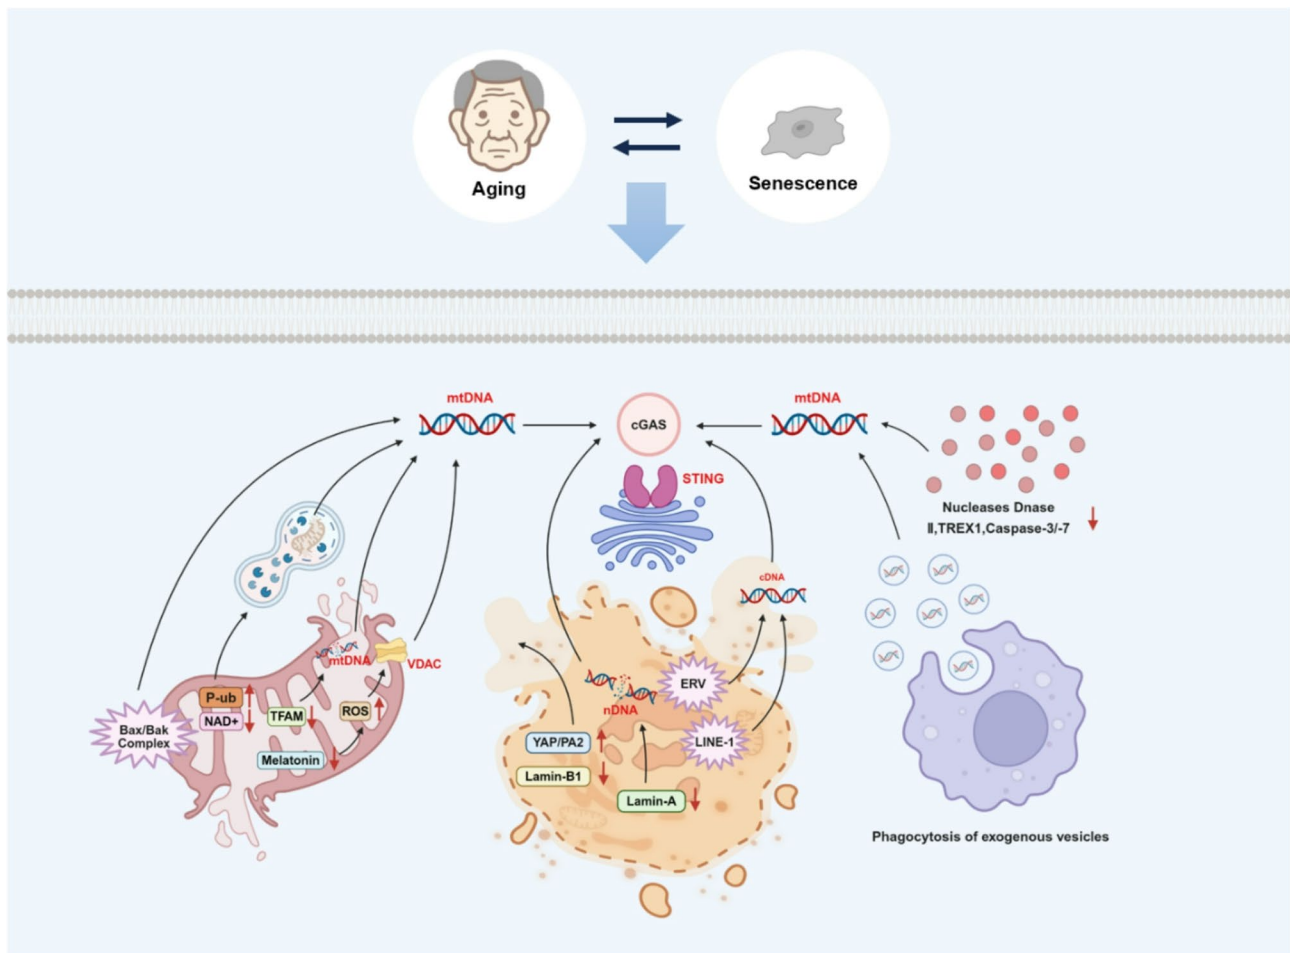 Aging
Senescence
mtDNA
cGAS
mtDNA
STING
Nucleases Dnase
Ⅱ,TREX1,Caspase-3/-7
cDNA
mtDNA
VDAC
P-ub
NAD+
TFAM
ROS
Bax/Bak
Complex
Melatonin
ERV
nDNA
YAP/PA2
LINE-1
Lamin-B1
Lamin-A
Phagocytosis of exogenous vesicles